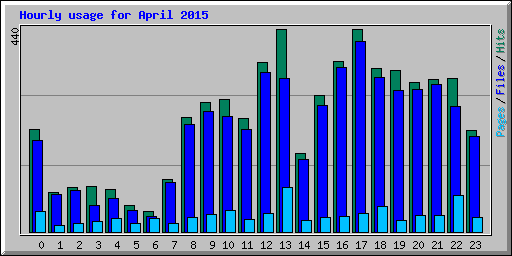 Hourly usage for April 2015
440
Pages / Files / Hits
0 1 2 3 4 5 6 7 8 9 10 11 12 13 14 15 16 17 18 19 20 21 22 23